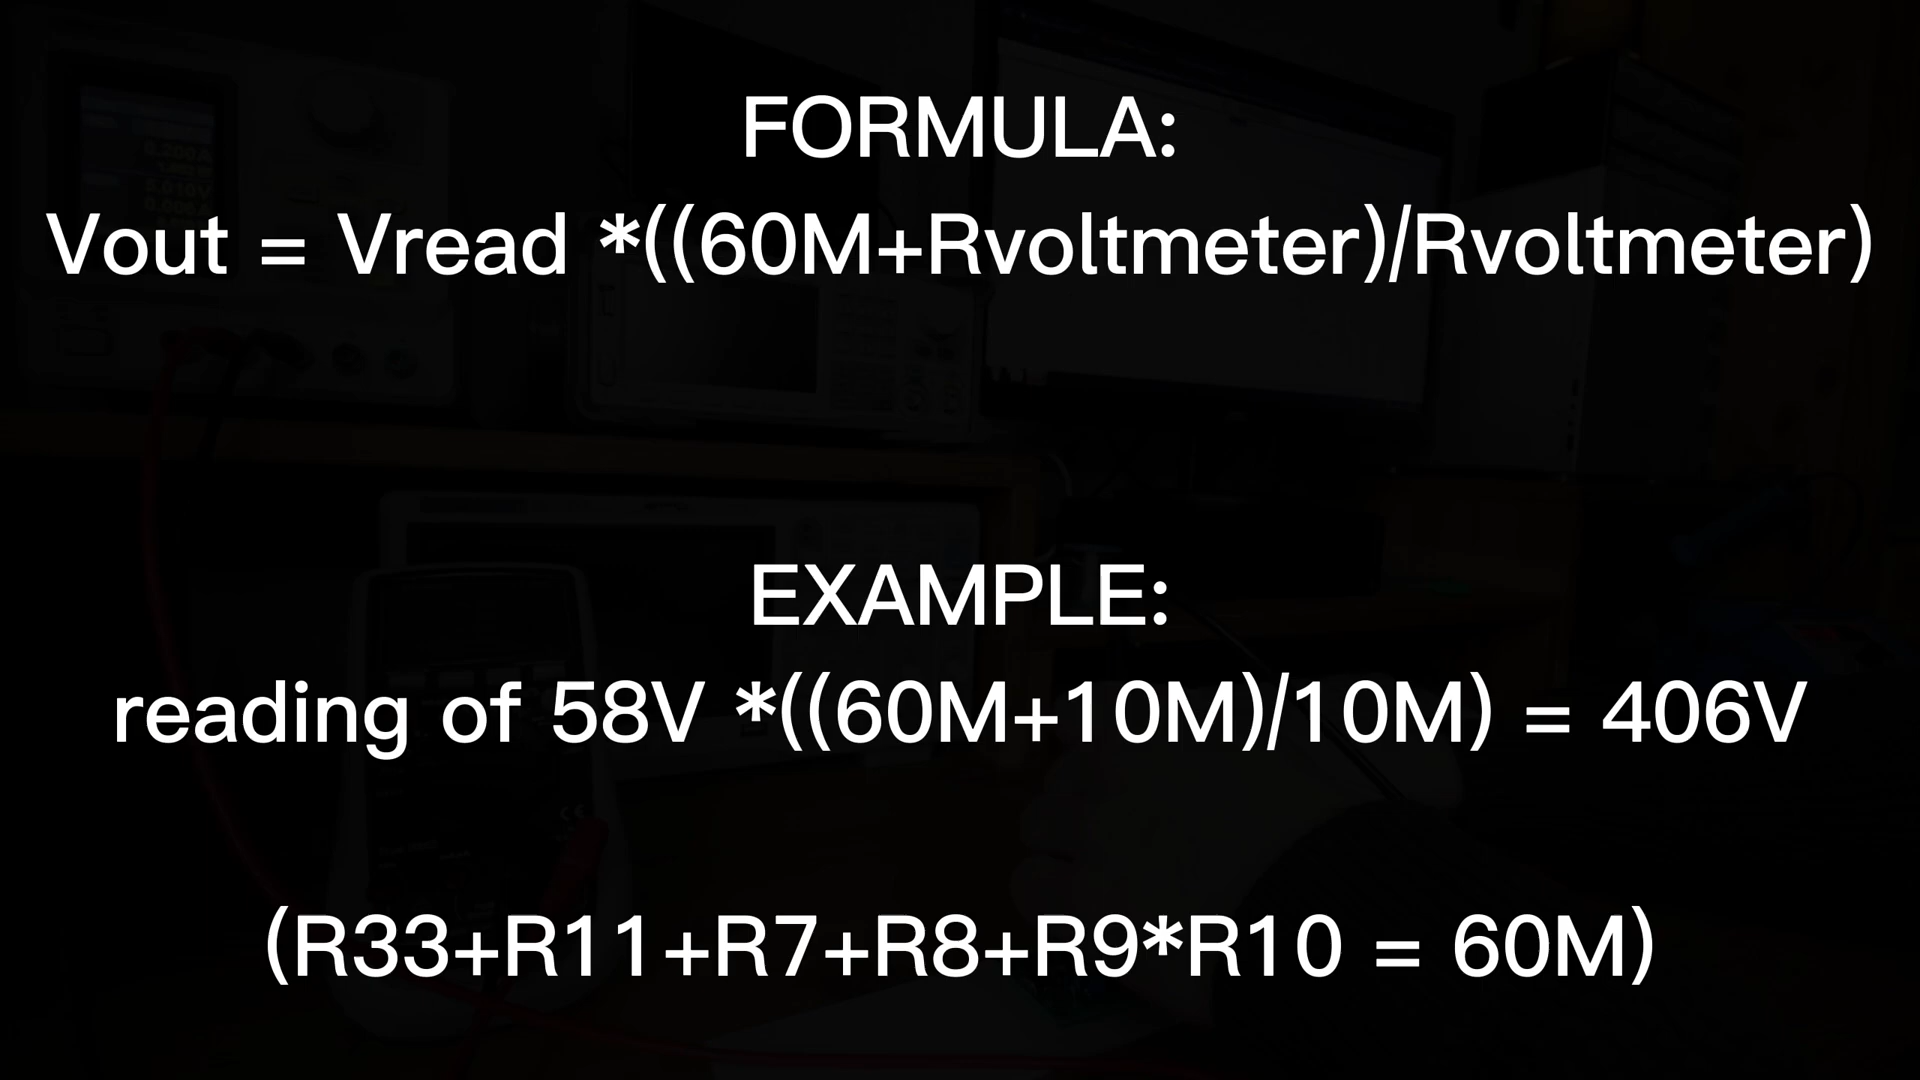 FORMULA:
Vout = Vread *((60M+Rvoltmeter)/Rvoltmeter)
EXAMPLE:
reading of 58V *((60M+10M)/10M) = 406V
(R33+R11+R7+R8+R9*R10 = 60M)